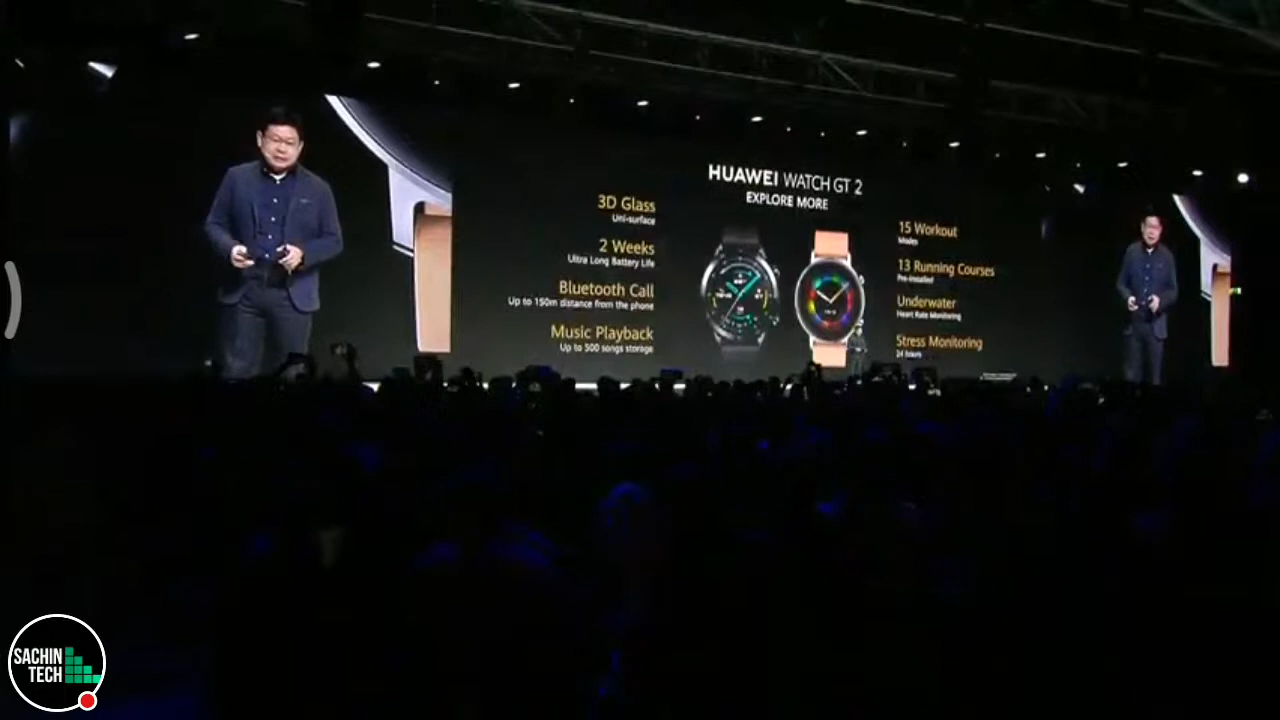 HUAWEI WATCH GT 2
EXPLORE MORE
3D Glass
Uni-surface
2 Weeks
Ultra Long Battery Life
Bluetooth Call
Up to 150m distance from the phone
Music Playback
Up to 500 songs storage
15 Workout
Modes
13 Running Courses
Pre-installed
Underwater
Heart Rate Monitoring
Stress Monitoring
24 hours
SACHIN
TECH